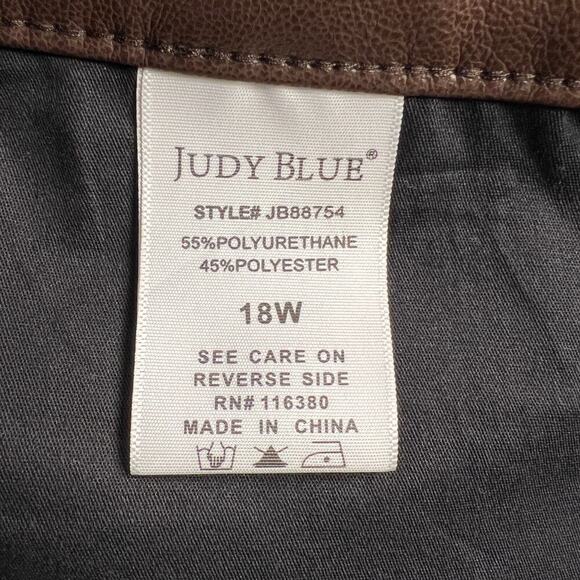 JUDY BLUE®
STYLE# JB88754
55%POLYURETHANE
45%POLYESTER
18W
SEE CARE ON
REVERSE SIDE
RN# 116380
MADE IN CHINA